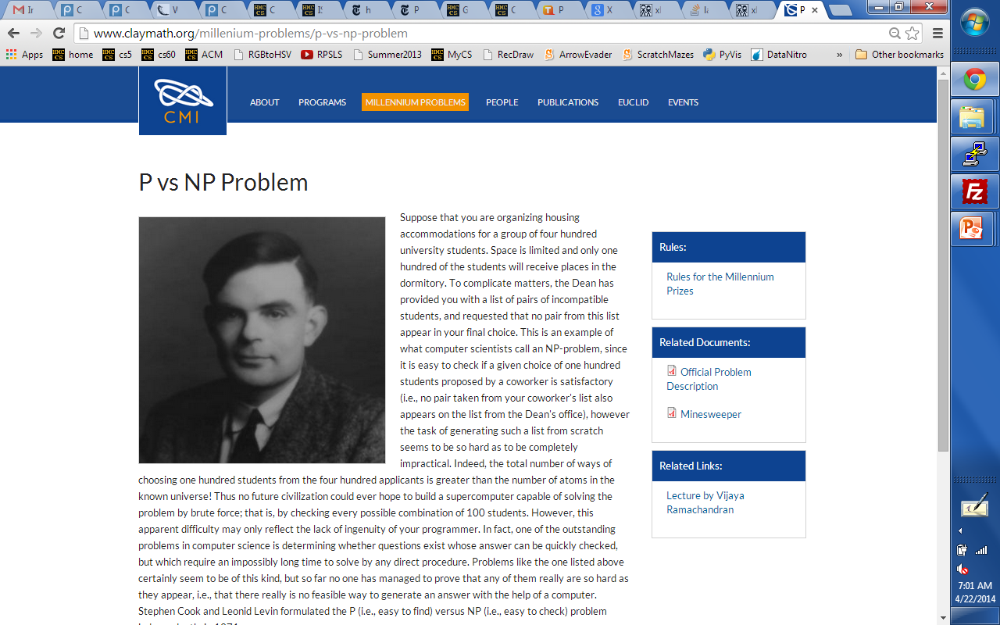 Ir
C
C
V
C
C
IS
h
P
G
C
P
X
xl
la
xl
P
www.claymath.org/millenium-problems/p-vs-np-problem
Apps
home
cs5
cs60
ACM
RGBtoHSV
RPSLS
Summer2013
MyCS
RecDraw
ArrowEvader
ScratchMazes
PyVis
DataNitro
»
Other bookmarks
CMI
ABOUT
PROGRAMS
MILLENNIUM PROBLEMS
PEOPLE
PUBLICATIONS
EUCLID
EVENTS
P vs NP Problem
Suppose that you are organizing housing
accommodations for a group of four hundred
university students. Space is limited and only one
hundred of the students will receive places in the
dormitory. To complicate matters, the Dean has
provided you with a list of pairs of incompatible
students, and requested that no pair from this list
appear in your final choice. This is an example of
what computer scientists call an NP-problem, since
it is easy to check if a given choice of one hundred
students proposed by a coworker is satisfactory
(i.e., no pair taken from your coworker's list also
appears on the list from the Dean's office), however
the task of generating such a list from scratch
seems to be so hard as to be completely
impractical. Indeed, the total number of ways of
choosing one hundred students from the four hundred applicants is greater than the number of atoms in the
known universe! Thus no future civilization could ever hope to build a supercomputer capable of solving the
problem by brute force; that is, by checking every possible combination of 100 students. However, this
apparent difficulty may only reflect the lack of ingenuity of your programmer. In fact, one of the outstanding
problems in computer science is determining whether questions exist whose answer can be quickly checked,
but which require an impossibly long time to solve by any direct procedure. Problems like the one listed above
certainly seem to be of this kind, but so far no one has managed to prove that any of them really are so hard as
they appear, i.e., that there really is no feasible way to generate an answer with the help of a computer.
Stephen Cook and Leonid Levin formulated the P (i.e., easy to find) versus NP (i.e., easy to check) problem
Rules:
Rules for the Millennium
Prizes
Related Documents:
Official Problem
Description
Minesweeper
Related Links:
Lecture by Vijaya
Ramachandran
7:01 AM
4/22/2014